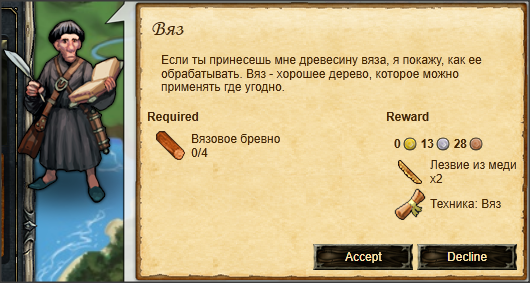 Вяз
Если ты принесешь мне древесину вяза, я покажу, как ее
обрабатывать. Вяз - хорошее дерево, которое можно
применять где угодно.
Required
Reward
Вязовое бревно
0/4
0 13 28
Лезвие из меди
x2
Техника: Вяз
Accept
Decline